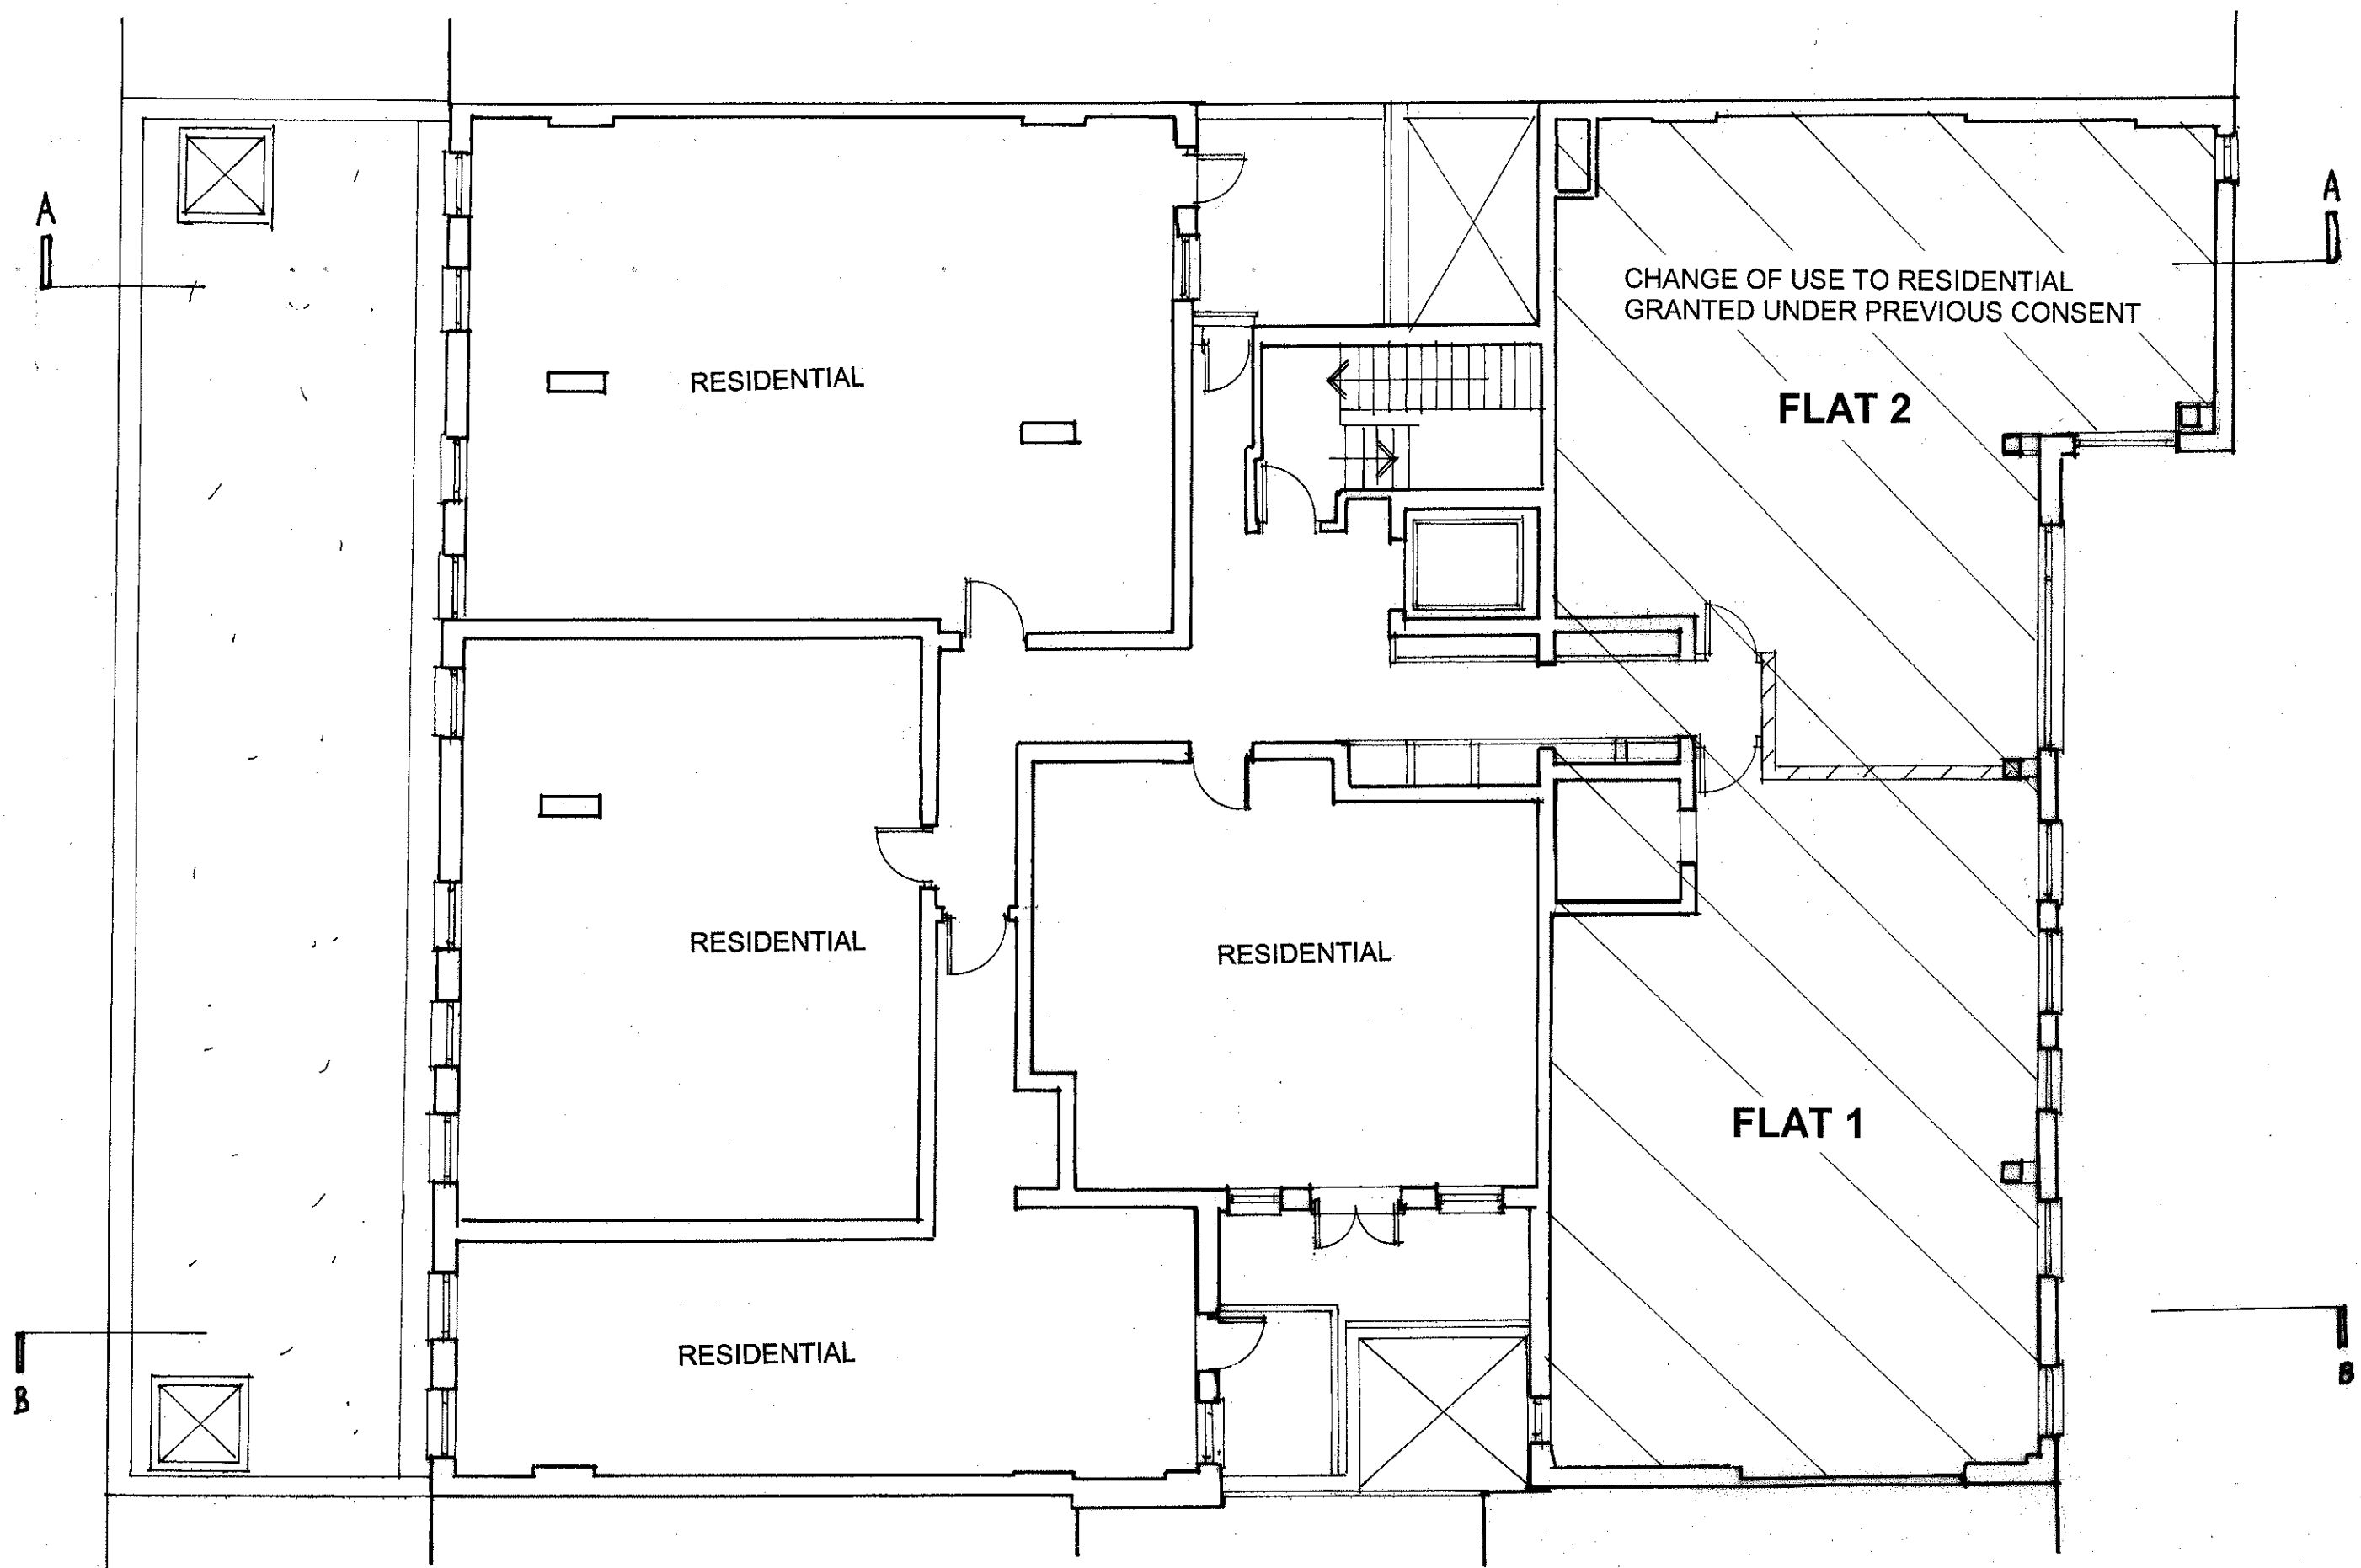 A
A
CHANGE OF USE TO RESIDENTIAL
GRANTED UNDER PREVIOUS CONSENT
RESIDENTIAL
FLAT 2
RESIDENTIAL
RESIDENTIAL
FLAT 1
RESIDENTIAL
B
B